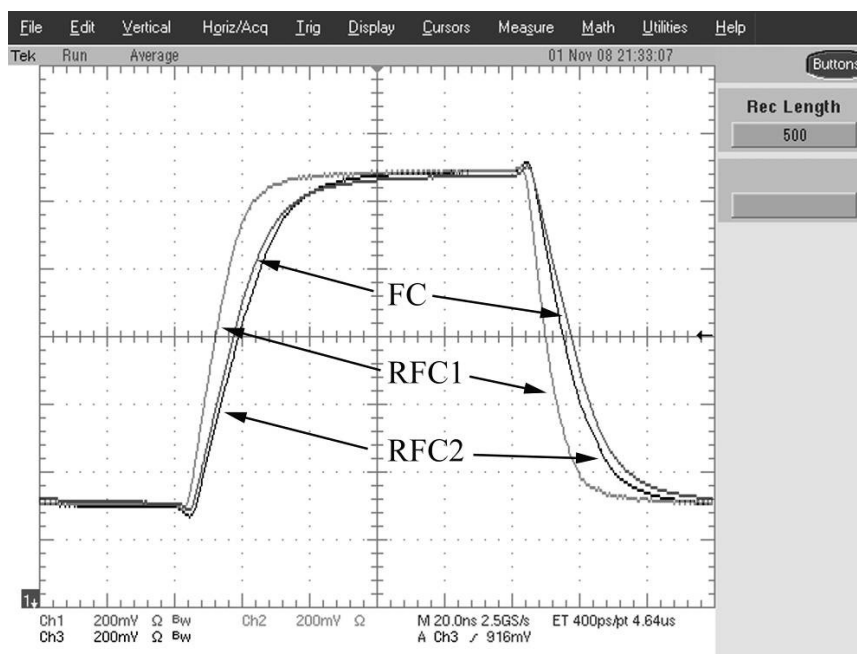 File Edit Vertical Horiz/Acq Trig Display Cursors Measure Math Utilities Help
Tek Run Average 01 Nov 08 21:33:07
Buttons
Rec Length
500
FC
RFC1
RFC2
1
Ch1 200mV Ω Bw Ch2 200mV Ω M 20.0ns 2.5GS/s ET 400ps/pt 4.64us
Ch3 200mV Ω Bw A Ch3 ∕ 916mV